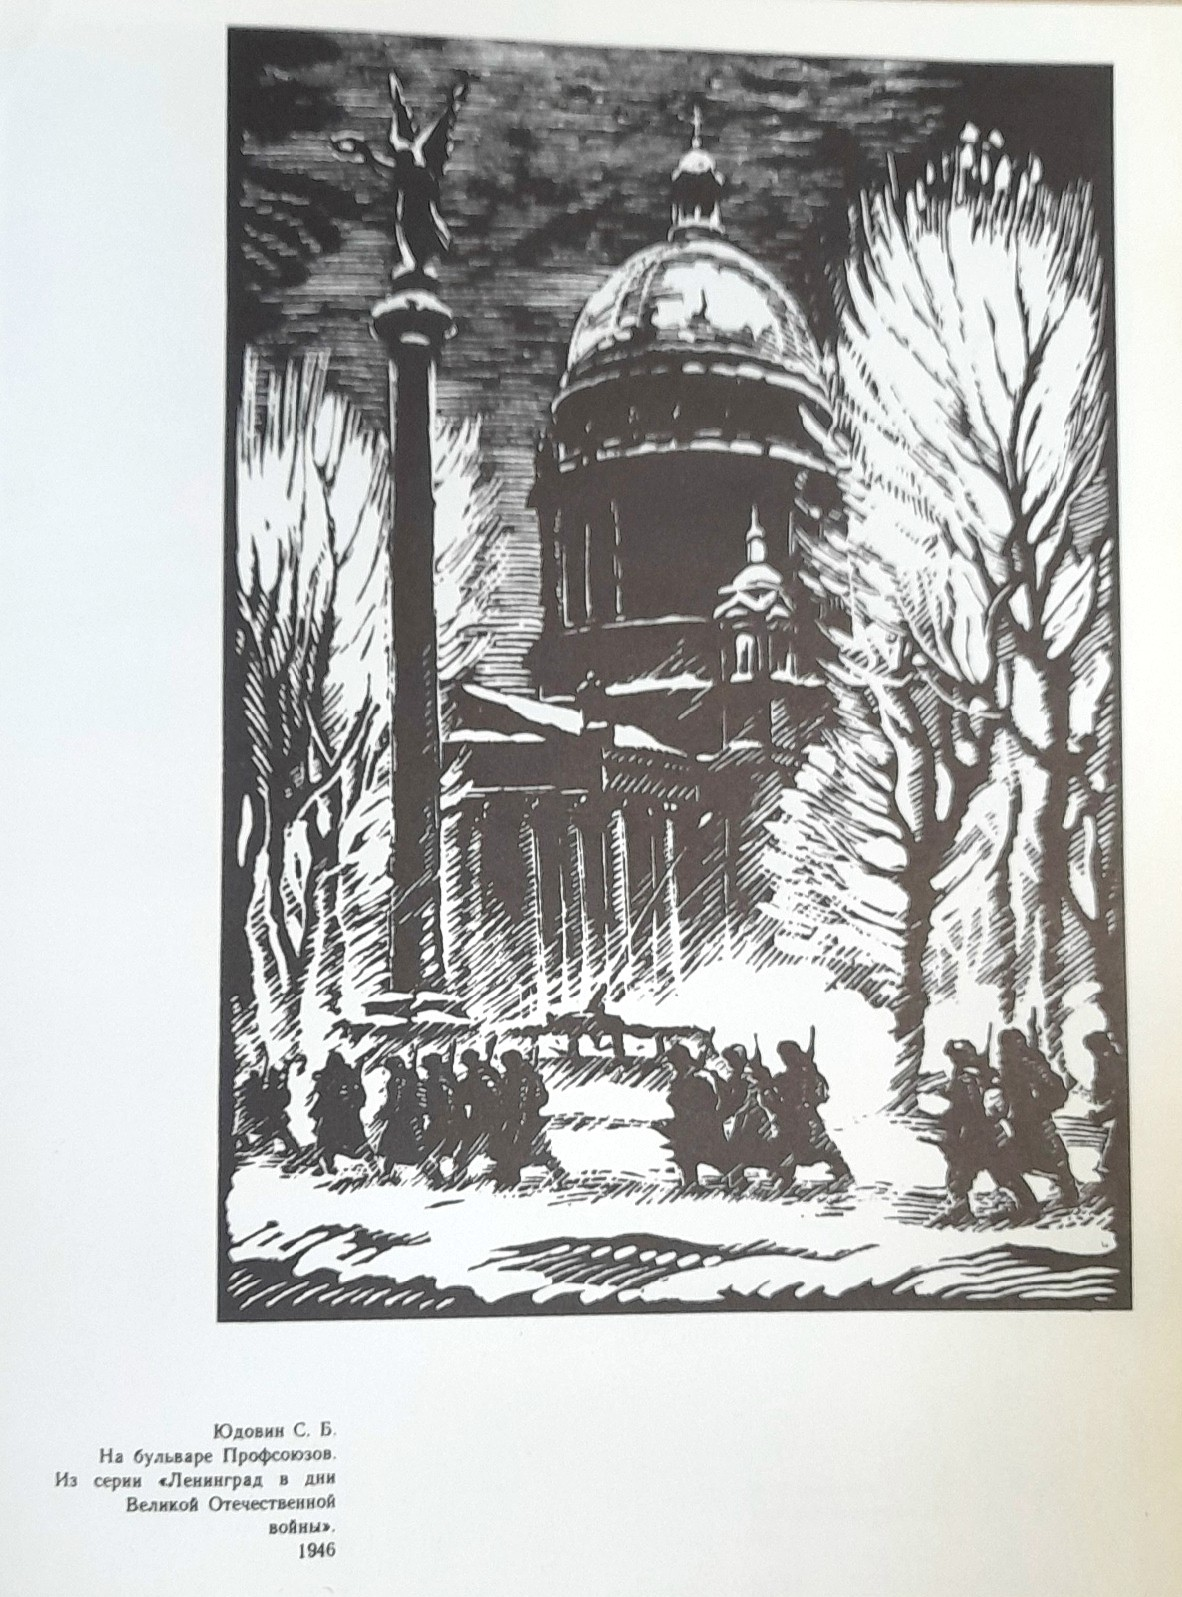 Юдовин С. Б.
На бульваре Профсоюзов.
Из серии «Ленинград в дни
Великой Отечественной
войны».
1946